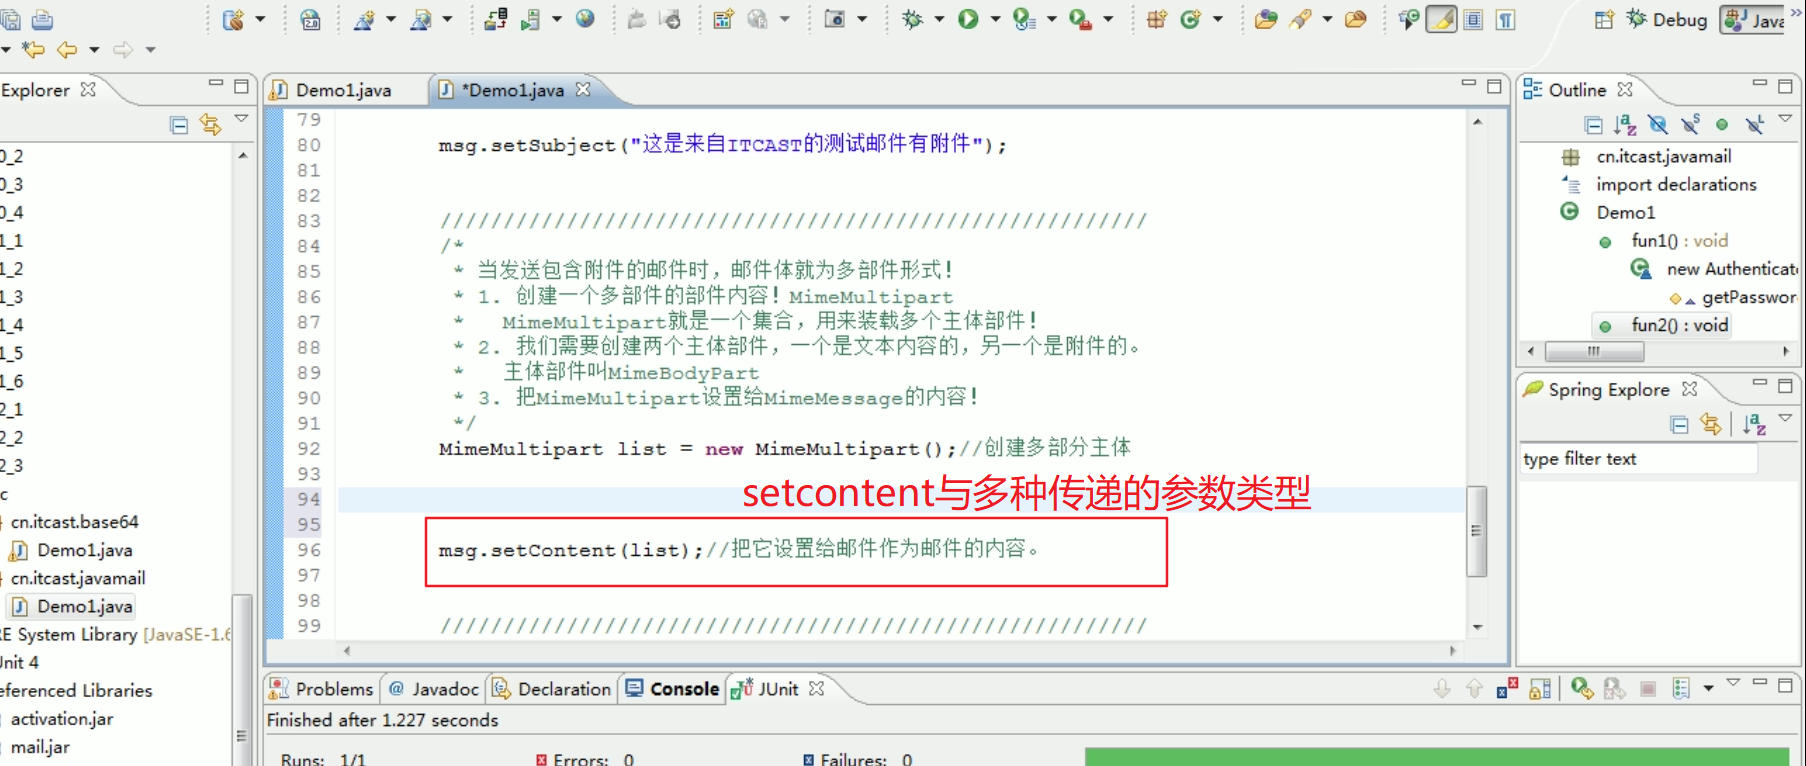 2.0
Debug
Java
Explorer
Demo1.java
*Demo1.java
Outline
0_2
0_3
0_4
1_1
1_2
1_3
1_4
1_5
1_6
2_1
2_2
2_3
c
cn.itcast.base64
Demo1.java
cn.itcast.javamail
Demo1.java
RE System Library [JavaSE-1.6
Unit 4
eferenced Libraries
activation.jar
mail.jar
79
80 msg.setSubject("这是来自ITCAST的测试邮件有附件");
81
82
83 ////////////////////////////////////////////////////////
84 /*
85 * 当发送包含附件的邮件时，邮件体就为多部件形式！
86 * 1. 创建一个多部件的部件内容！MimeMultipart
87 * MimeMultipart就是一个集合，用来装载多个主体部件！
88 * 2. 我们需要创建两个主体部件，一个是文本内容的，另一个是附件的。
89 * 主体部件叫MimeBodyPart
90 * 3. 把MimeMultipart设置给MimeMessage的内容！
91 */
92 MimeMultipart list = new MimeMultipart();//创建多部分主体
93
setcontent与多种传递的参数类型
94
95
96 msg.setContent(list);//把它设置给邮件作为邮件的内容。
97
98
99 ////////////////////////////////////////////////////////
cn.itcast.javamail
import declarations
Demo1
fun1() : void
new Authenticat
getPasswor
fun2() : void
Spring Explore
type filter text
Problems
@ Javadoc
Declaration
Console
JUnit
Finished after 1.227 seconds
Runs: 1/1
Errors: 0
Failures: 0